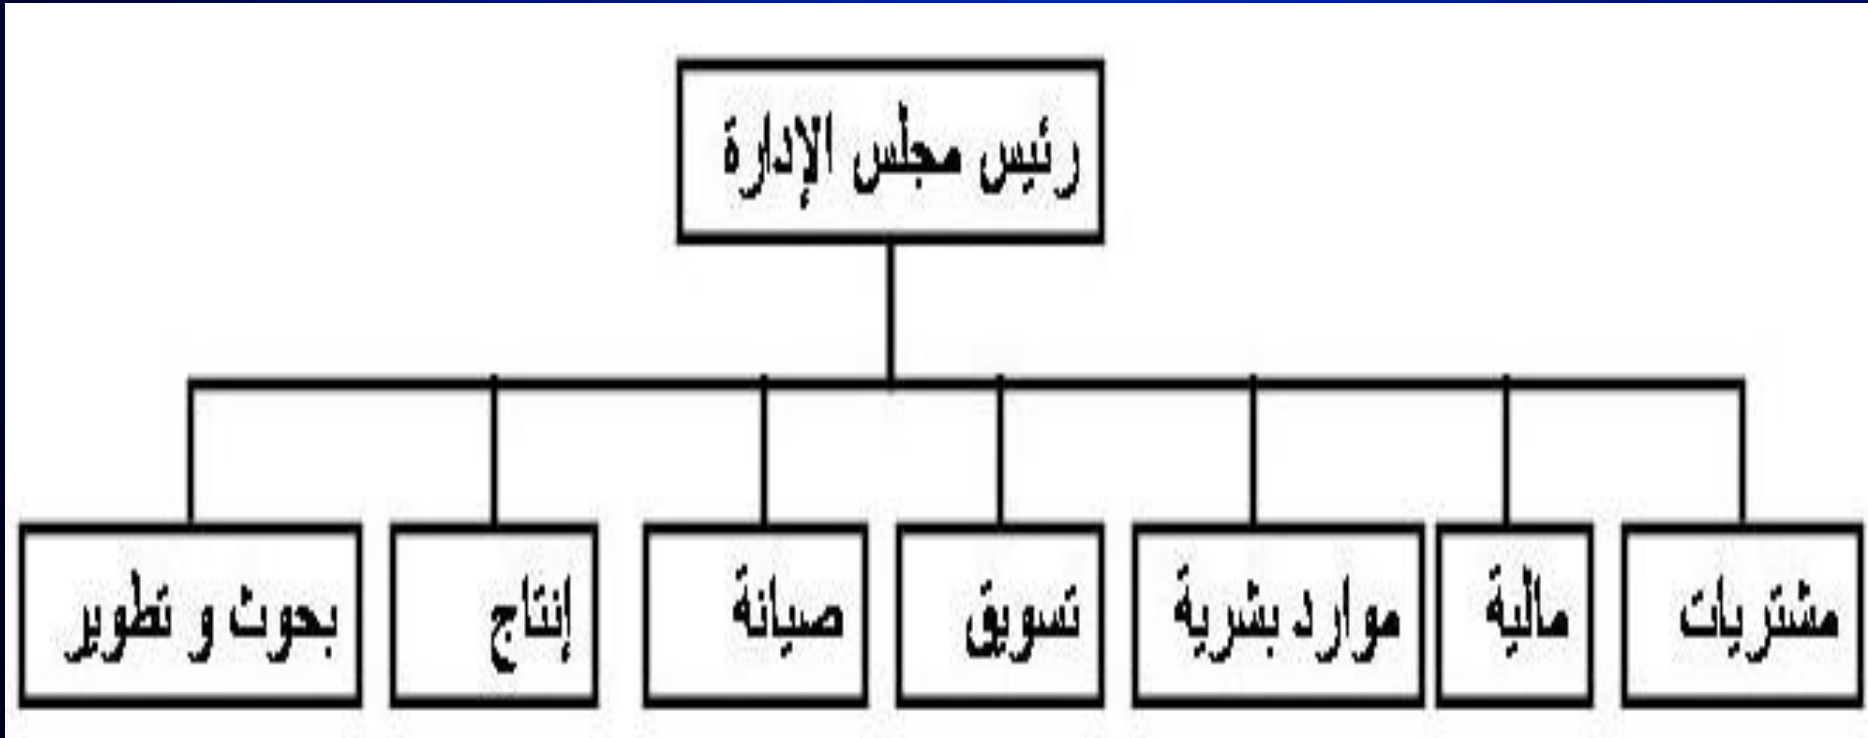 رئيس مجلس الإدارة
مشتريات
مالية
موارد بشرية
تسويق
صيانة
إنتاج
بحوث و تطوير